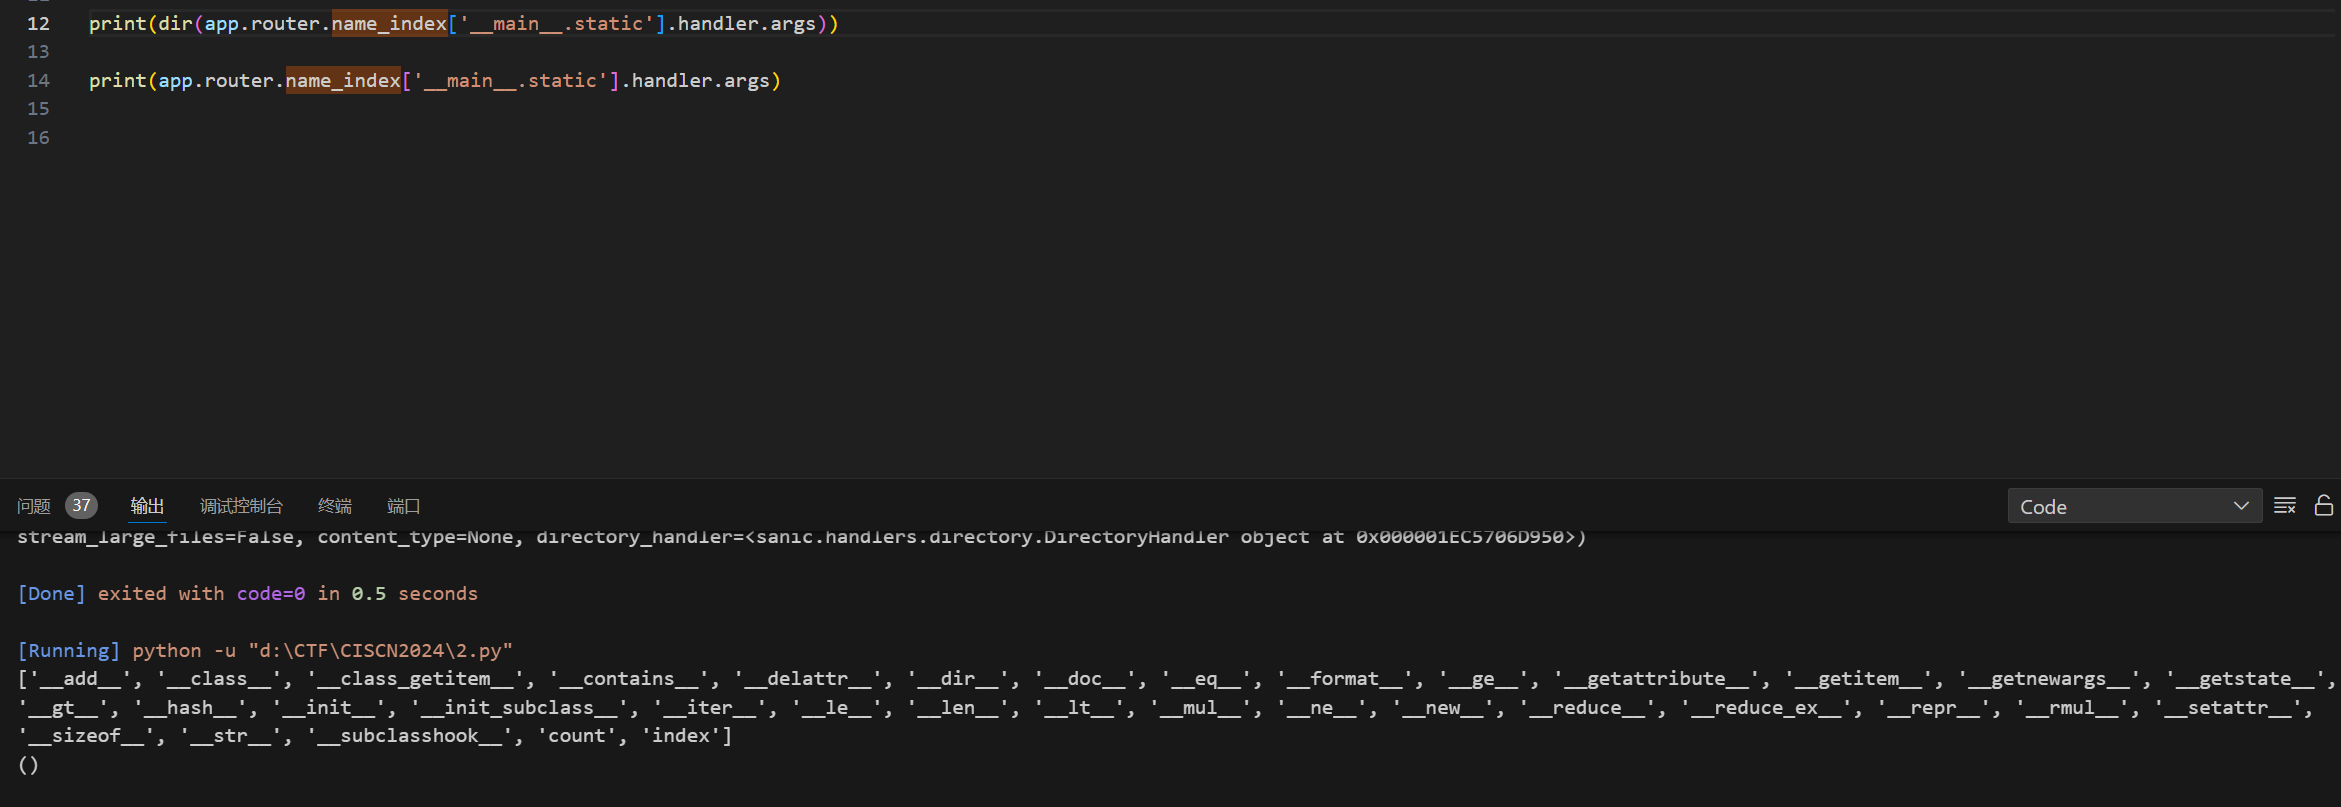 12 print(dir(app.router.name_index['__main__.static'].handler.args))
13
14 print(app.router.name_index['__main__.static'].handler.args)
15
16
问题 37 输出 调试控制台 终端 端口 Code
stream_large_files=False, content_type=None, directory_handler=<sanic.handlers.directory.DirectoryHandler object at 0x000001EC5706D950>)
[Done] exited with code=0 in 0.5 seconds
[Running] python -u "d:\CTF\CISCN2024\2.py"
['__add__', '__class__', '__class_getitem__', '__contains__', '__delattr__', '__dir__', '__doc__', '__eq__', '__format__', '__ge__', '__getattribute__', '__getitem__', '__getnewargs__', '__getstate__',
'__gt__', '__hash__', '__init__', '__init_subclass__', '__iter__', '__le__', '__len__', '__lt__', '__mul__', '__ne__', '__new__', '__reduce__', '__reduce_ex__', '__repr__', '__rmul__', '__setattr__',
'__sizeof__', '__str__', '__subclasshook__', 'count', 'index']
()